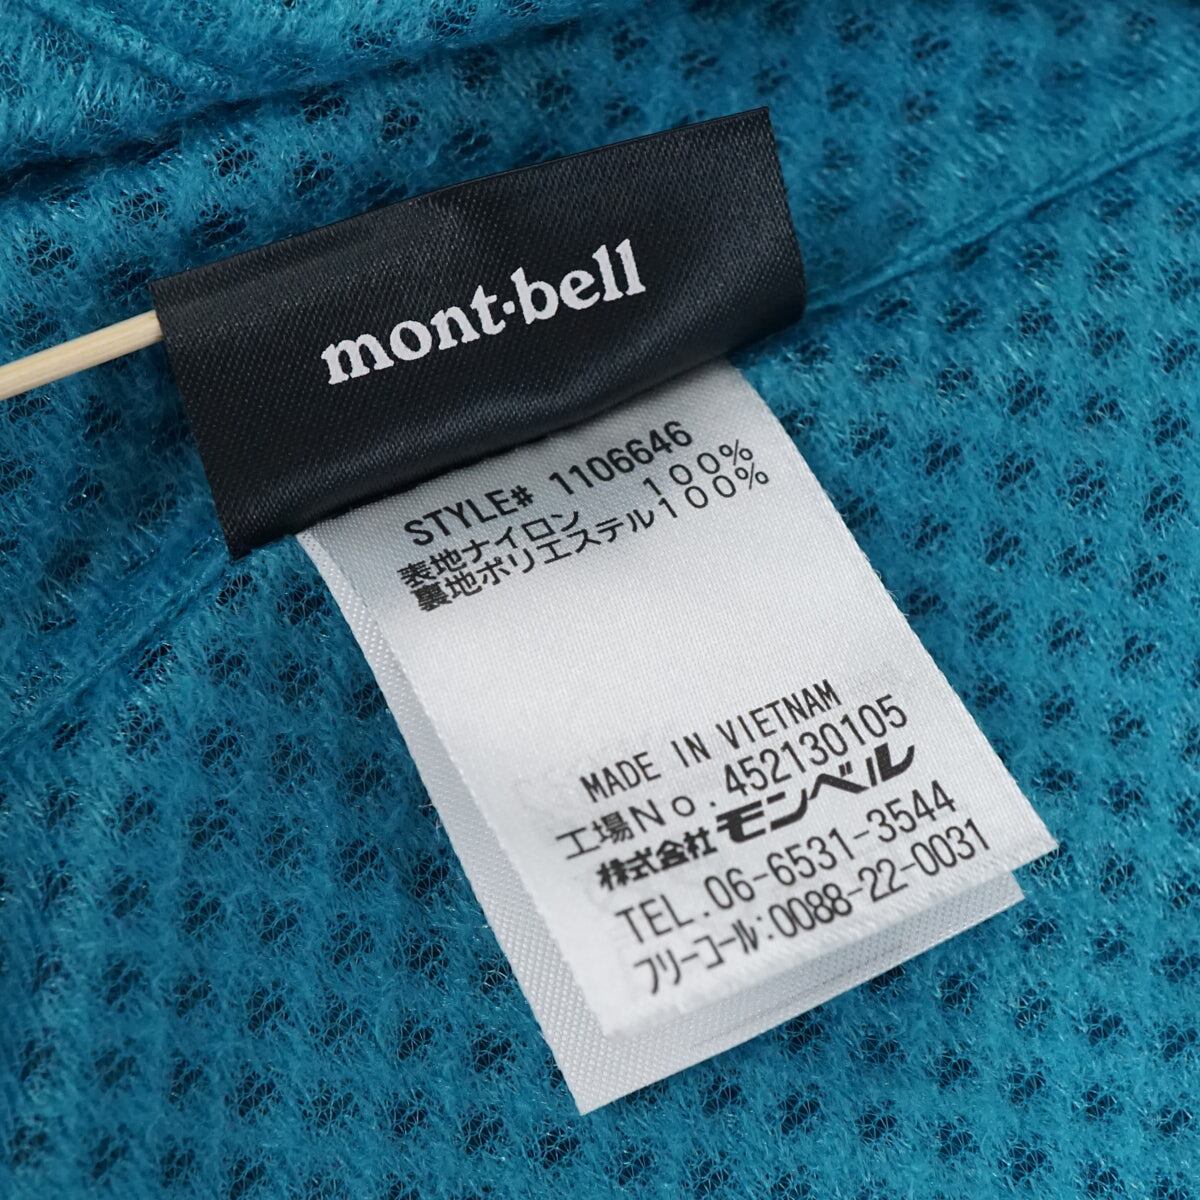 mont·bell
STYLE# 1106646
表地ナイロン 100%
裏地ポリエステル100%
MADE IN VIETNAM
工場No.452130105
株式会社モンベル
TEL.06-6531-3544
フリーコール:0088-22-0031